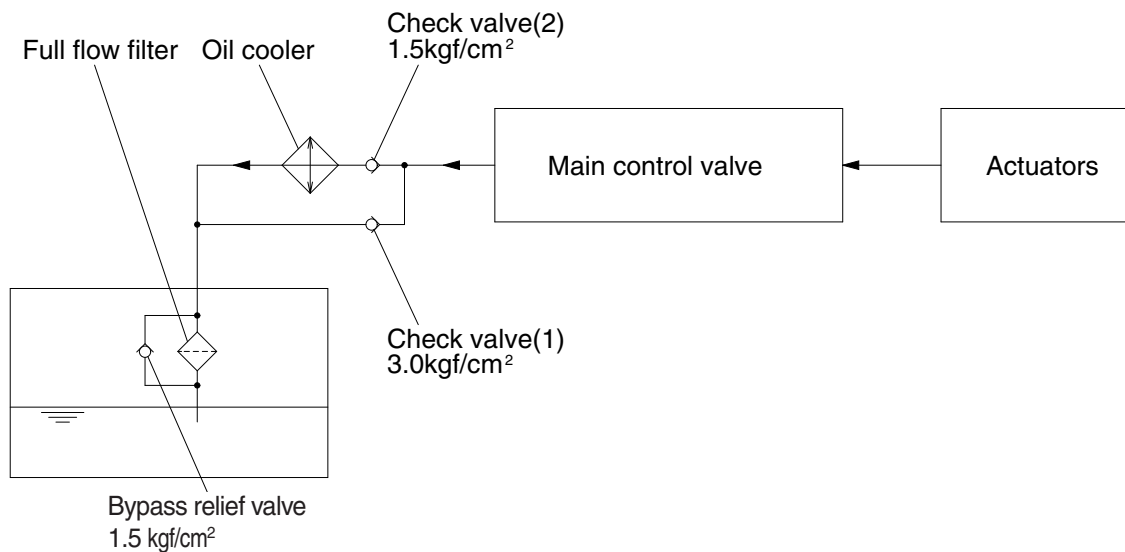 Check valve(2)
1.5kgf/cm²
Full flow filter
Oil cooler
Main control valve
Actuators
Check valve(1)
3.0kgf/cm²
Bypass relief valve
1.5 kgf/cm²